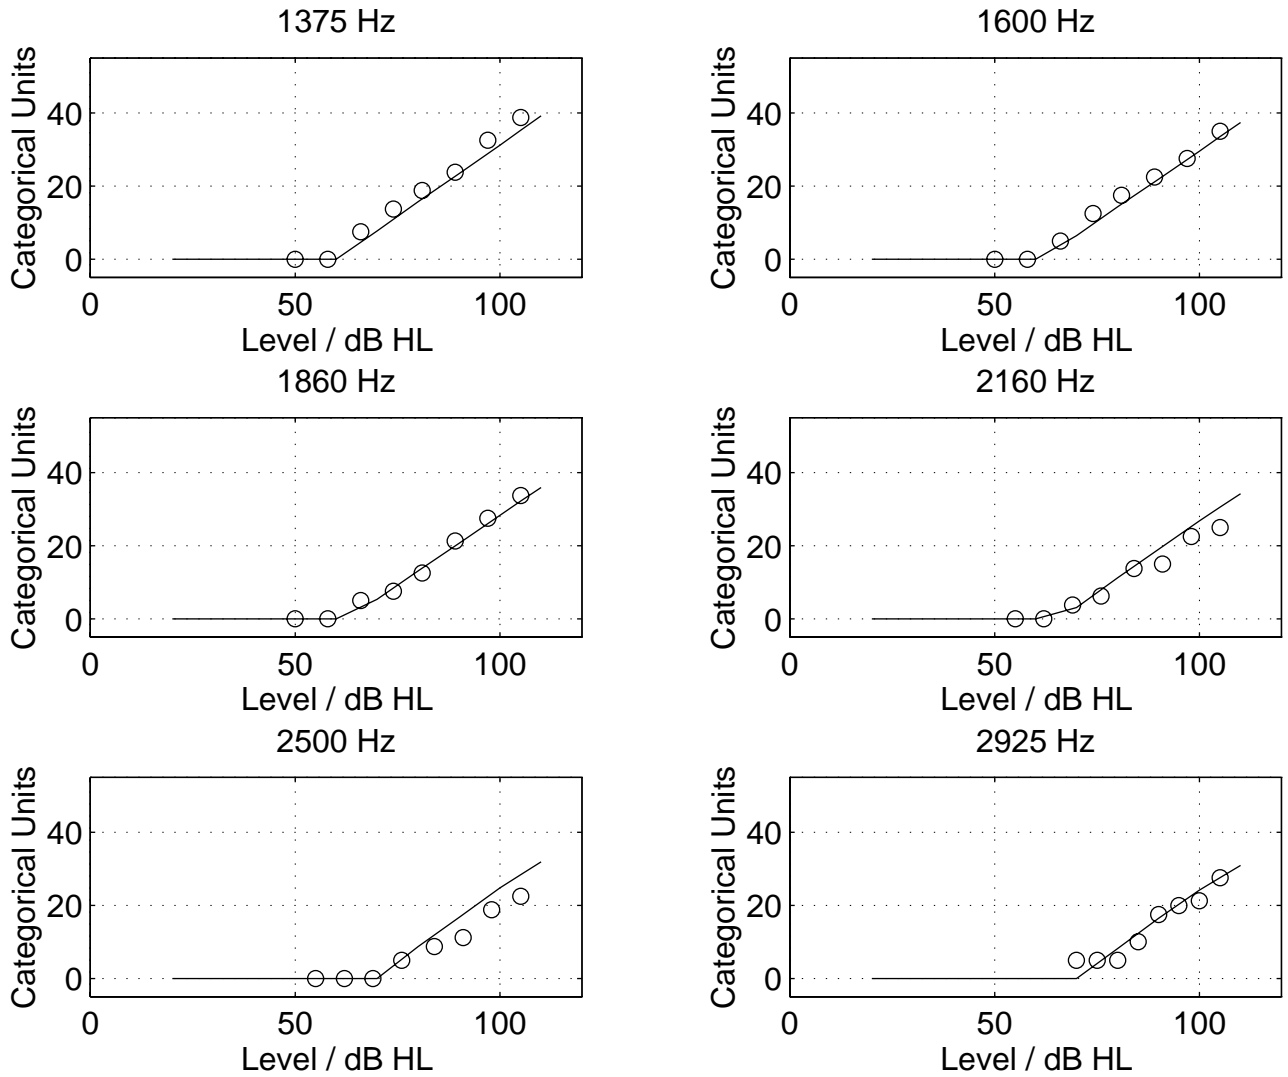 1375 Hz
Categorical Units
40
20
0
0 50 100
Level / dB HL
1600 Hz
Categorical Units
40
20
0
0 50 100
Level / dB HL
1860 Hz
Categorical Units
40
20
0
0 50 100
Level / dB HL
2160 Hz
Categorical Units
40
20
0
0 50 100
Level / dB HL
2500 Hz
Categorical Units
40
20
0
0 50 100
Level / dB HL
2925 Hz
Categorical Units
40
20
0
0 50 100
Level / dB HL